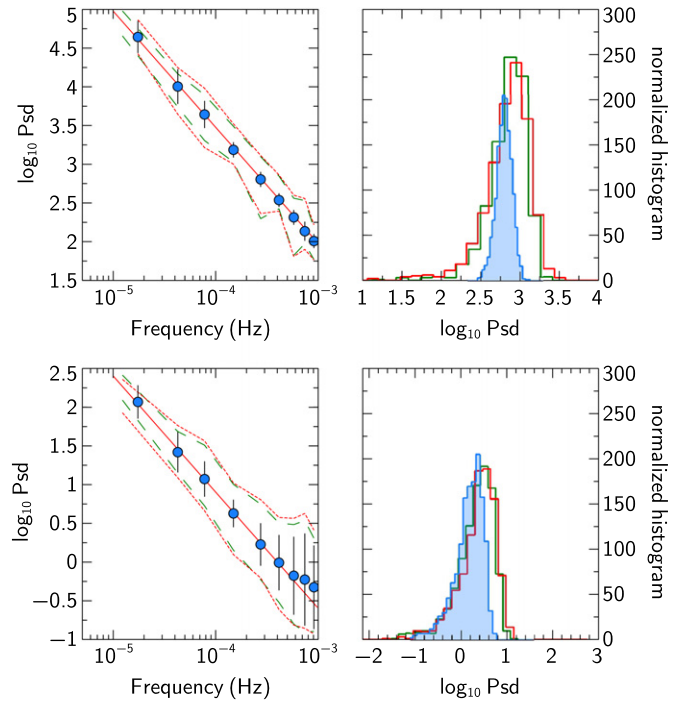 5
4.5
4
3.5
3
2.5
2
1.5
log₁₀ Psd
10⁻⁵ 10⁻⁴ 10⁻³
Frequency (Hz)
300
250
200
150
100
50
0
normalized histogram
1 1.5 2 2.5 3 3.5 4
log₁₀ Psd
2.5
2
1.5
1
0.5
0
−0.5
−1
log₁₀ Psd
10⁻⁵ 10⁻⁴ 10⁻³
Frequency (Hz)
300
250
200
150
100
50
0
normalized histogram
−2 −1 0 1 2 3
log₁₀ Psd